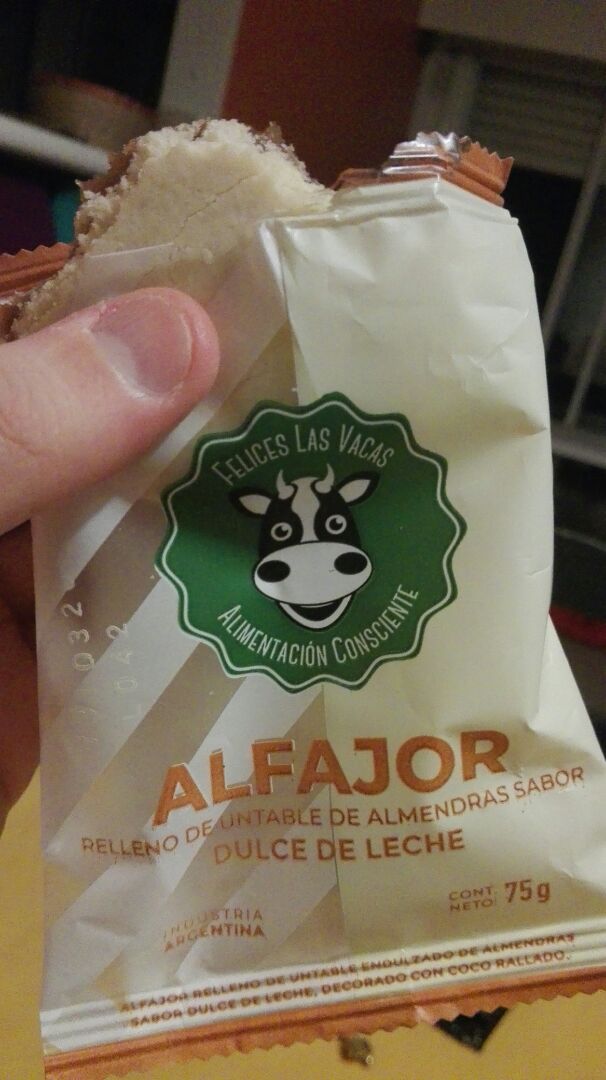 FELICES LAS VACAS
ALIMENTACIÓN CONSCIENTE
ALFAJOR
RELLENO DE UNTABLE DE ALMENDRAS SABOR
DULCE DE LECHE
INDUSTRIA
ARGENTINA
CONT.
NETO: 75g
ALFAJOR RELLENO DE UNTABLE ENDULZADO DE ALMENDRAS
SABOR DULCE DE LECHE, DECORADO CON COCO RALLADO.